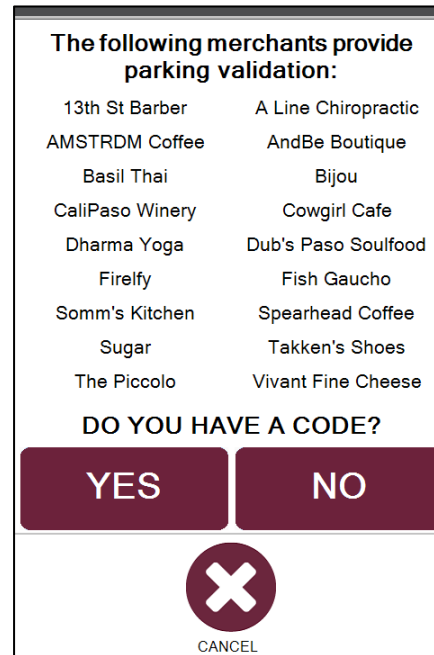 The following merchants provide
parking validation:
13th St Barber A Line Chiropractic
AMSTRDM Coffee AndBe Boutique
Basil Thai Bijou
CaliPaso Winery Cowgirl Cafe
Dharma Yoga Dub's Paso Soulfood
Firelfy Fish Gaucho
Somm's Kitchen Spearhead Coffee
Sugar Takken's Shoes
The Piccolo Vivant Fine Cheese
DO YOU HAVE A CODE?
YES NO
CANCEL